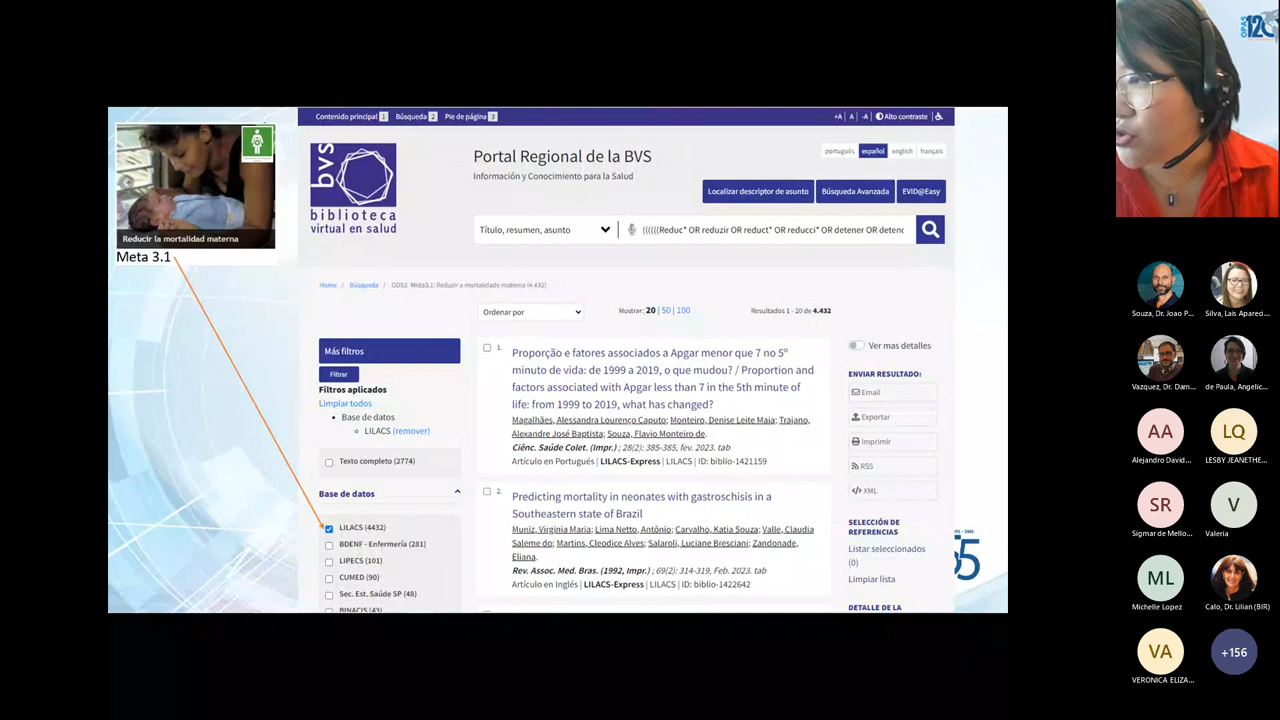 Reducir la mortalidad materna
Meta 3.1
Contenido principal 1 Búsqueda 2 Pie de página 3
+A | A | -A | Alto contraste |
bvs
biblioteca
virtual en salud
Portal Regional de la BVS
Información y Conocimiento para la Salud
português español english français
Localizar descriptor de asunto Búsqueda Avanzada EVID@Easy
Título, resumen, asunto
((((((Reduc* OR reduzir OR reduct* OR reducci* OR detener OR detenc
Home / Búsqueda / ODS3 Meta3.1: Reduzir a mortalidade materna (4.432)
Ordenar por
Mostrar: 20 | 50 | 100
Resultados 1 - 20 de 4.432
Más filtros
Filtrar
Filtros aplicados
Limpiar todos
Base de datos
LILACS (remover)
Texto completo (2774)
Base de datos
LILACS (4432)
BDENF - Enfermería (281)
LIPECS (101)
CUMED (90)
Sec. Est. Saúde SP (48)
BINACIS (43)
1.
Proporção e fatores associados a Apgar menor que 7 no 5º
minuto de vida: de 1999 a 2019, o que mudou? / Proportion and
factors associated with Apgar less than 7 in the 5th minute of
life: from 1999 to 2019, what has changed?
Magalhães, Alessandra Lourenço Caputo; Monteiro, Denise Leite Maia; Trajano,
Alexandre José Baptista; Souza, Flavio Monteiro de.
Ciênc. Saúde Colet. (Impr.) ; 28(2): 385-385, fev. 2023. tab
Artículo en Portugués | LILACS-Express | LILACS | ID: biblio-1421159
2.
Predicting mortality in neonates with gastroschisis in a
Southeastern state of Brazil
Muniz, Virginia Maria; Lima Netto, Antônio; Carvalho, Katia Souza; Valle, Claudia
Saleme do; Martins, Cleodice Alves; Salaroli, Luciane Bresciani; Zandonade,
Eliana.
Rev. Assoc. Med. Bras. (1992, Impr.) ; 69(2): 314-319, Feb. 2023. tab
Artículo en Inglés | LILACS-Express | LILACS | ID: biblio-1422642
Ver mas detalles
ENVIAR RESULTADO:
Email
Exportar
Imprimir
RSS
XML
SELECCIÓN DE
REFERENCIAS
Listar seleccionados
(0)
Limpiar lista
DETALLE DE LA
OPAS 120
Souza, Dr. Joao P... Silva, Lais Apareci...
Vazquez, Dr. Dam... de Paula, Angelic...
AA LQ
Alejandro David... LESBY JEANETHE...
SR V
Sigmar de Mello... Valeria
ML
Michelle Lopez Calo, Dr. Lilian (BIR)
VA +156
VERONICA ELIZA...